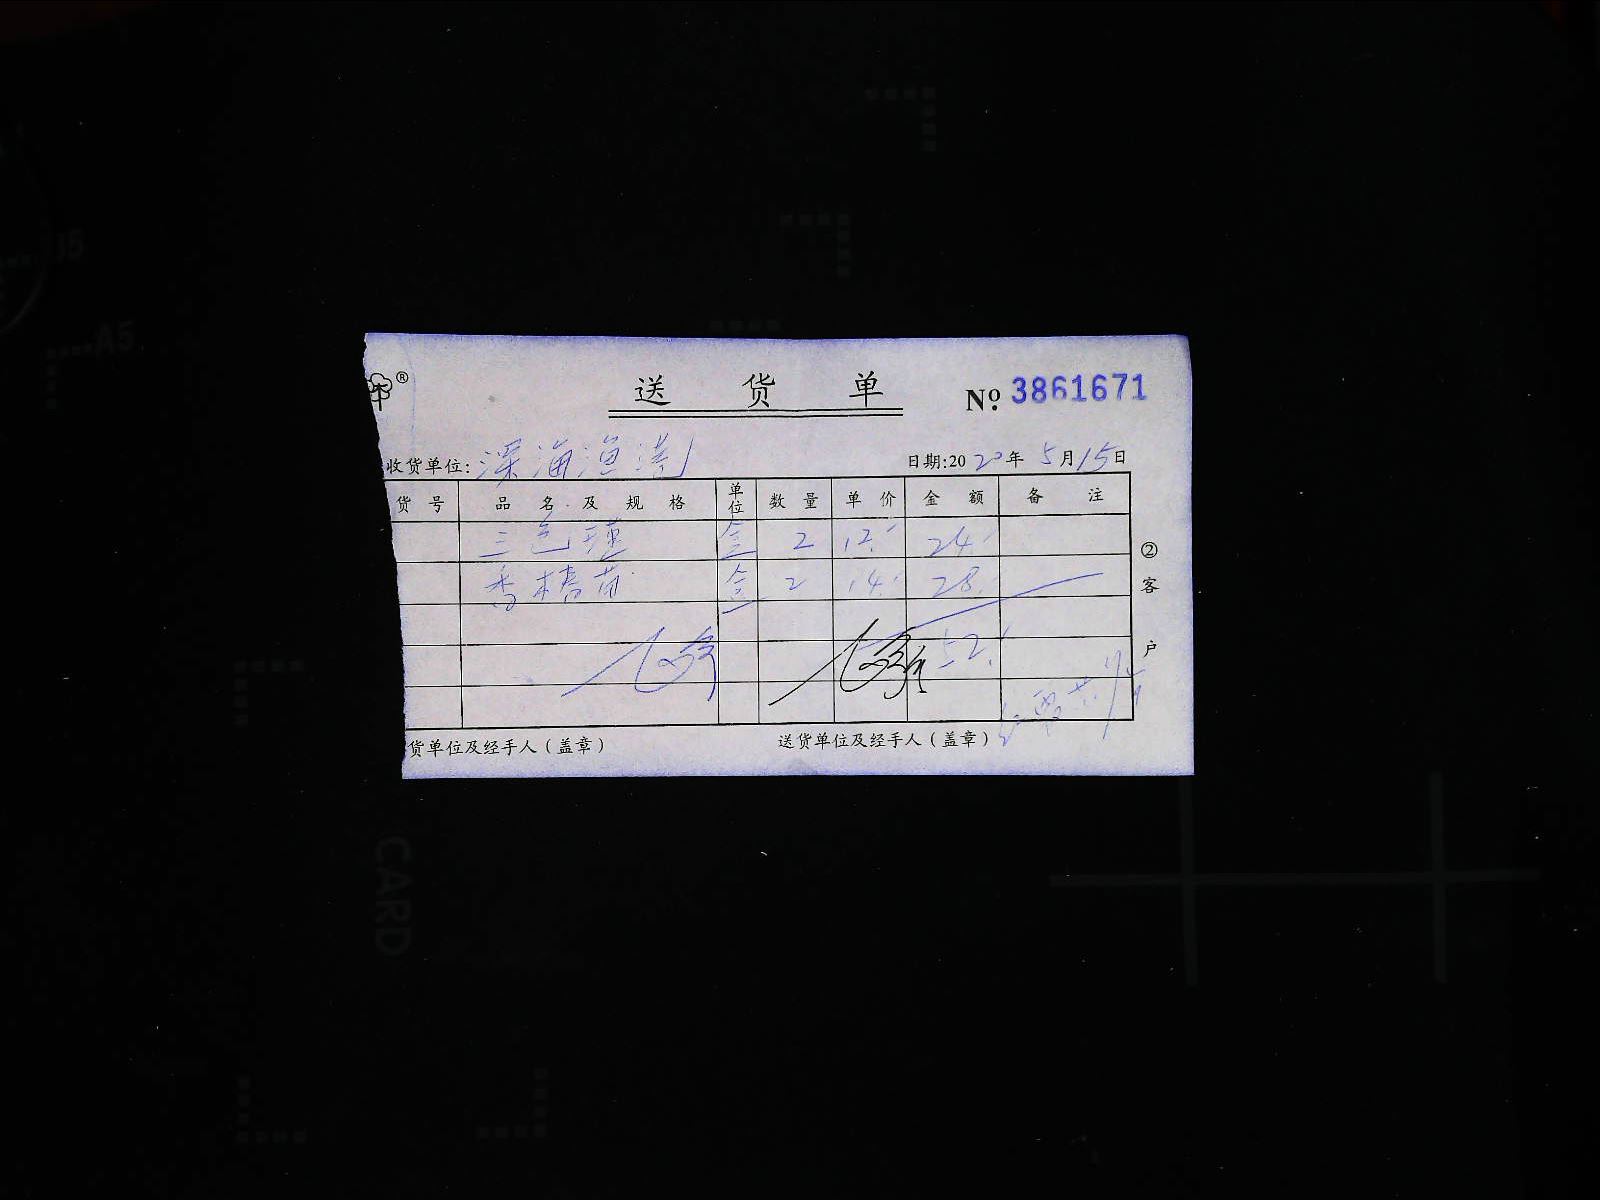 送货单 No. 3861671
收货单位: 深海渔港 日期:2020年5月15日
货号 品名及规格 单位 数量 单价 金额 备注
三色堇 盒 2 12. 24.
香橙花 盒 2 14. 28.
52.
②客户
货单位及经手人（盖章） 送货单位及经手人（盖章）
A5
CARD